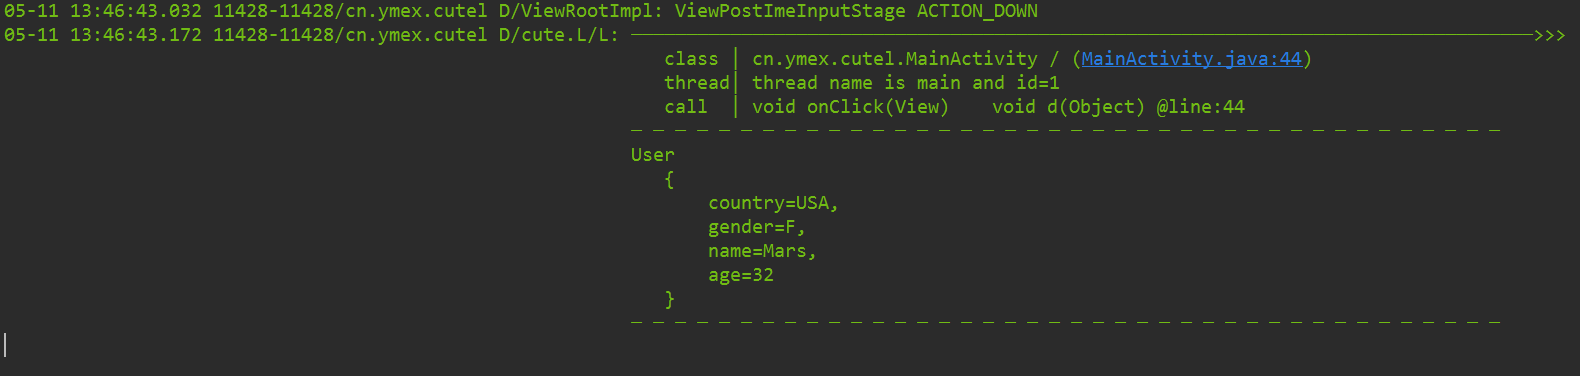 05-11 13:46:43.032 11428-11428/cn.ymex.cutel D/ViewRootImpl: ViewPostImeInputStage ACTION_DOWN
05-11 13:46:43.172 11428-11428/cn.ymex.cutel D/cute.L/L: ──────────────────────────────────────────────────>>>
class | cn.ymex.cutel.MainActivity / (MainActivity.java:44)
thread| thread name is main and id=1
call | void onClick(View) void d(Object) @line:44
─ ─ ─ ─ ─ ─ ─ ─ ─ ─ ─ ─ ─ ─ ─ ─ ─ ─ ─ ─ ─ ─ ─ ─ ─ ─ ─ ─ ─ ─ ─ ─ ─ ─ ─ ─ ─ ─ ─ ─
User
{
country=USA,
gender=F,
name=Mars,
age=32
}
─ ─ ─ ─ ─ ─ ─ ─ ─ ─ ─ ─ ─ ─ ─ ─ ─ ─ ─ ─ ─ ─ ─ ─ ─ ─ ─ ─ ─ ─ ─ ─ ─ ─ ─ ─ ─ ─ ─ ─